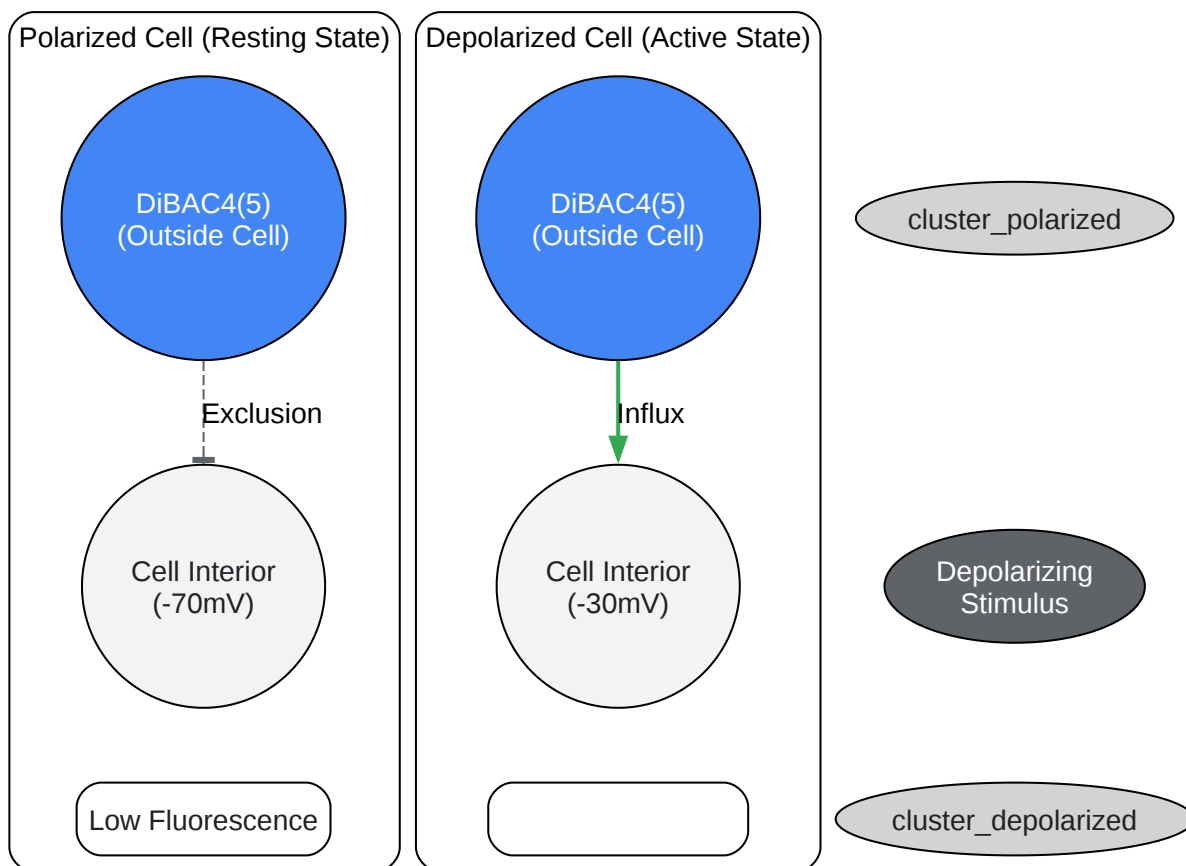 Polarized Cell (Resting State)
DiBAC4(5)
(Outside Cell)
Exclusion
Cell Interior
(-70mV)
Low Fluorescence
Depolarized Cell (Active State)
DiBAC4(5)
(Outside Cell)
Influx
Cell Interior
(-30mV)
cluster_polarized
Depolarizing
Stimulus
cluster_depolarized